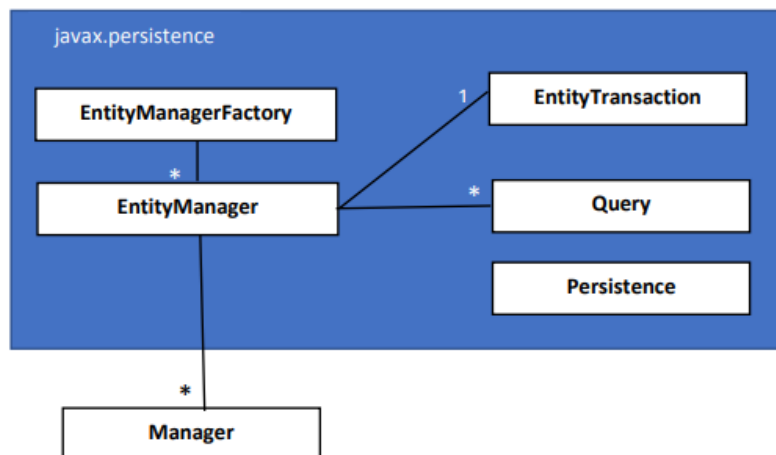 javax.persistence
EntityManagerFactory
1
EntityTransaction
*
EntityManager
*
Query
Persistence
*
Manager